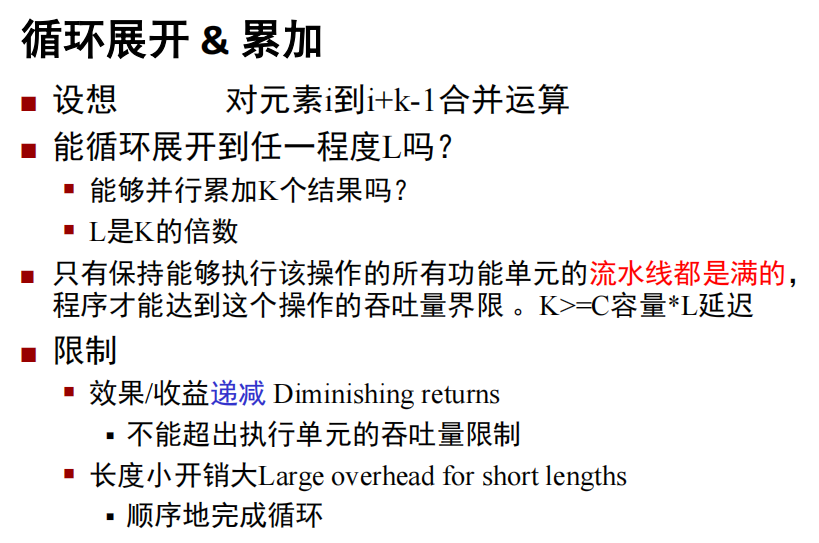 循环展开 & 累加
设想 对元素i到i+k-1合并运算
能循环展开到任一程度L吗？
能够并行累加K个结果吗？
L是K的倍数
只有保持能够执行该操作的所有功能单元的流水线都是满的，
程序才能达到这个操作的吞吐量界限 。K>=C容量*L延迟
限制
效果/收益递减 Diminishing returns
不能超出执行单元的吞吐量限制
长度小开销大Large overhead for short lengths
顺序地完成循环